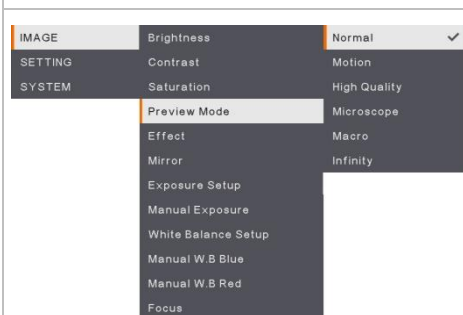 IMAGE
SETTING
SYSTEM
Brightness
Contrast
Saturation
Preview Mode
Effect
Mirror
Exposure Setup
Manual Exposure
White Balance Setup
Manual W.B Blue
Manual W.B Red
Focus
Normal
Motion
High Quality
Microscope
Macro
Infinity